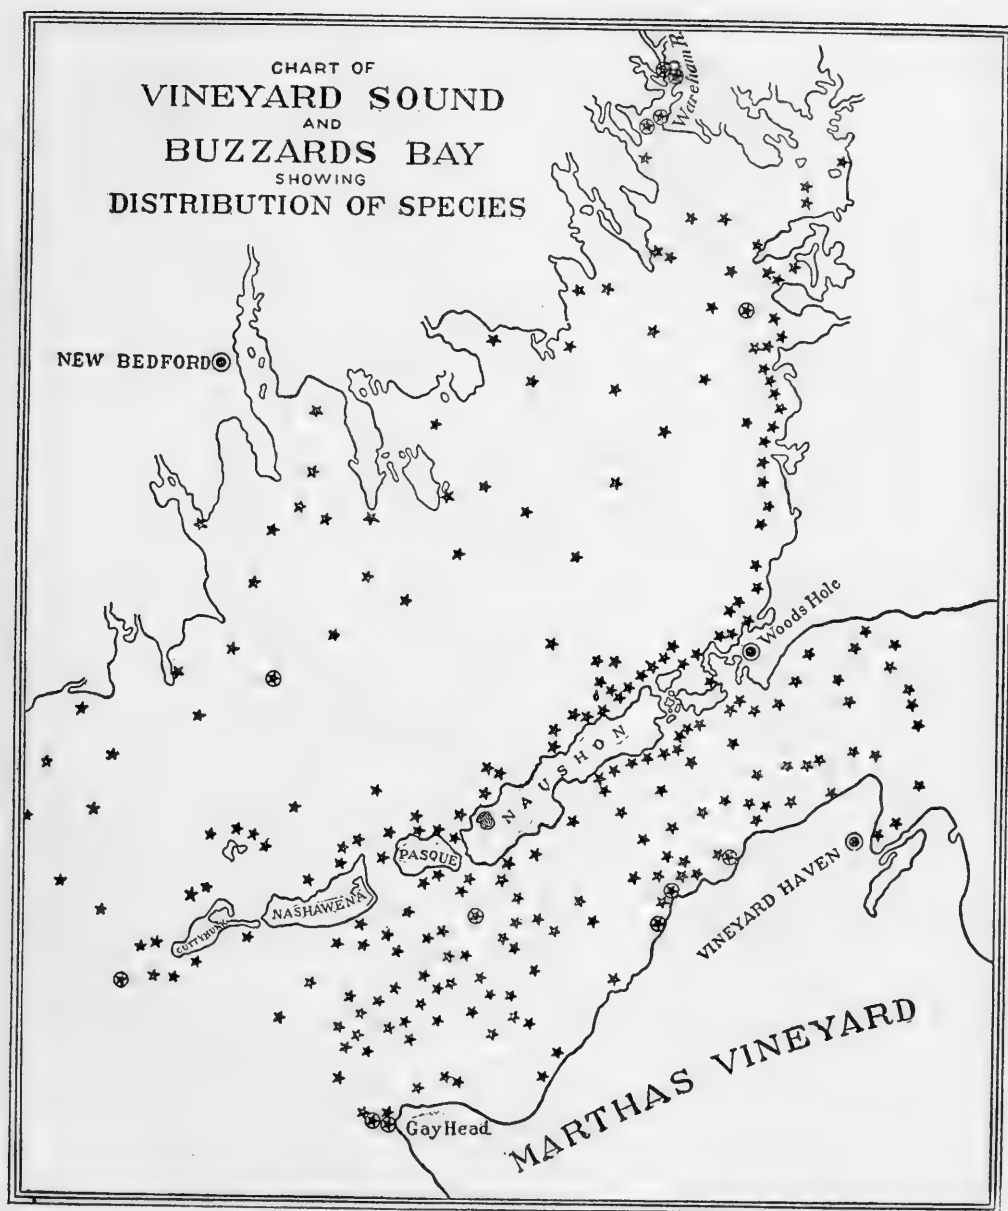 CHART OF
VINEYARD SOUND
AND
BUZZARDS BAY
SHOWING
DISTRIBUTION OF SPECIES
Wareham R.
NEW BEDFORD
Woods Hole
NAUSHON
PASQUE
NASHAWENA
CUTTYHUNK
VINEYARD HAVEN
MARTHAS VINEYARD
Gay Head